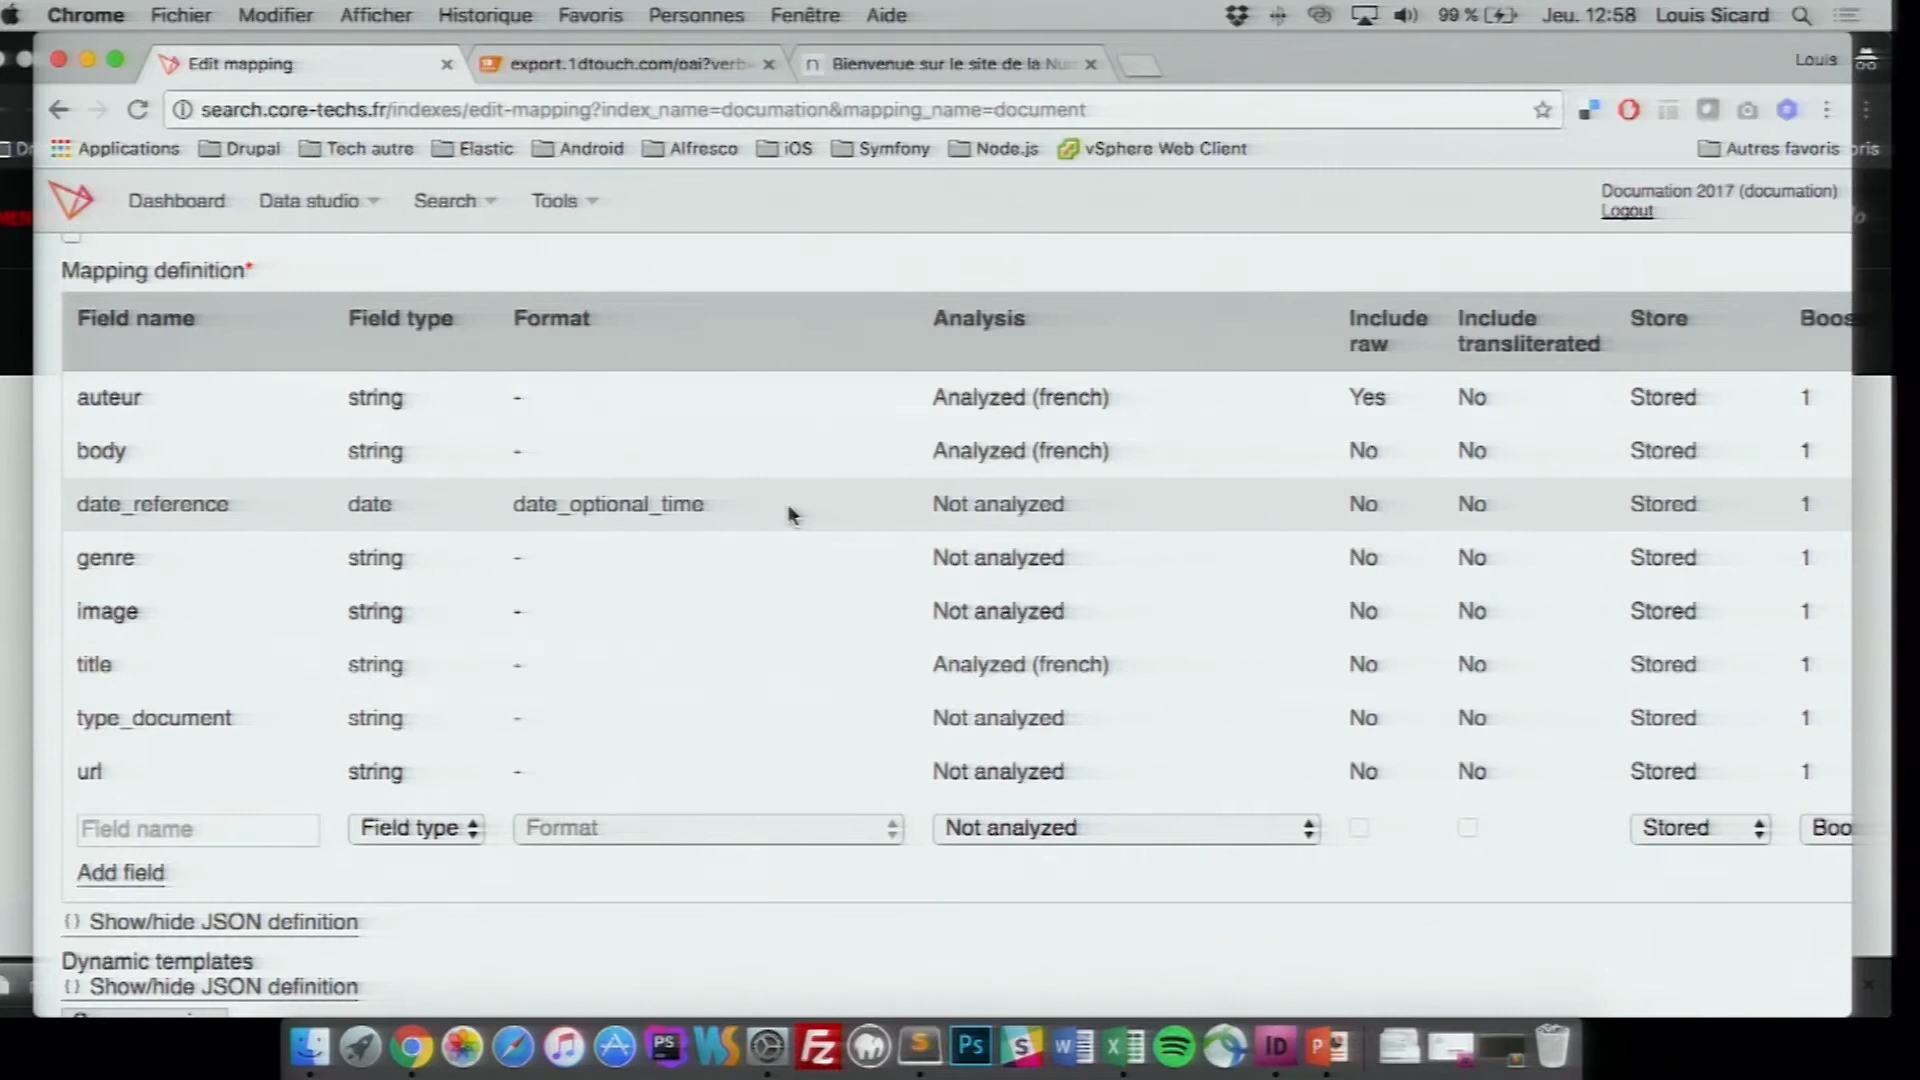 Chrome Fichier Modifier Afficher Historique Favoris Personnes Fenêtre Aide 99 % Jeu. 12:58 Louis Sicard
Edit mapping export.1dtouch.com/oai?verb Bienvenue sur le site de la Nu Louis
search.core-techs.fr/indexes/edit-mapping?index_name=documation&mapping_name=document
Applications Drupal Tech autre Elastic Android Alfresco iOS Symfony Node.js vSphere Web Client Autres favoris
Dashboard Data studio Search Tools Documation 2017 (documation)
Logout
Mapping definition*
Field name Field type Format Analysis Include raw Include transliterated Store Boos
auteur string - Analyzed (french) Yes No Stored 1
body string - Analyzed (french) No No Stored 1
date_reference date date_optional_time Not analyzed No No Stored 1
genre string - Not analyzed No No Stored 1
image string - Not analyzed No No Stored 1
title string - Analyzed (french) No No Stored 1
type_document string - Not analyzed No No Stored 1
url string - Not analyzed No No Stored 1
Field name Field type Format Not analyzed Stored Boo
Add field
{} Show/hide JSON definition
Dynamic templates
{} Show/hide JSON definition
PS WS Fz S Ps S W X ID P